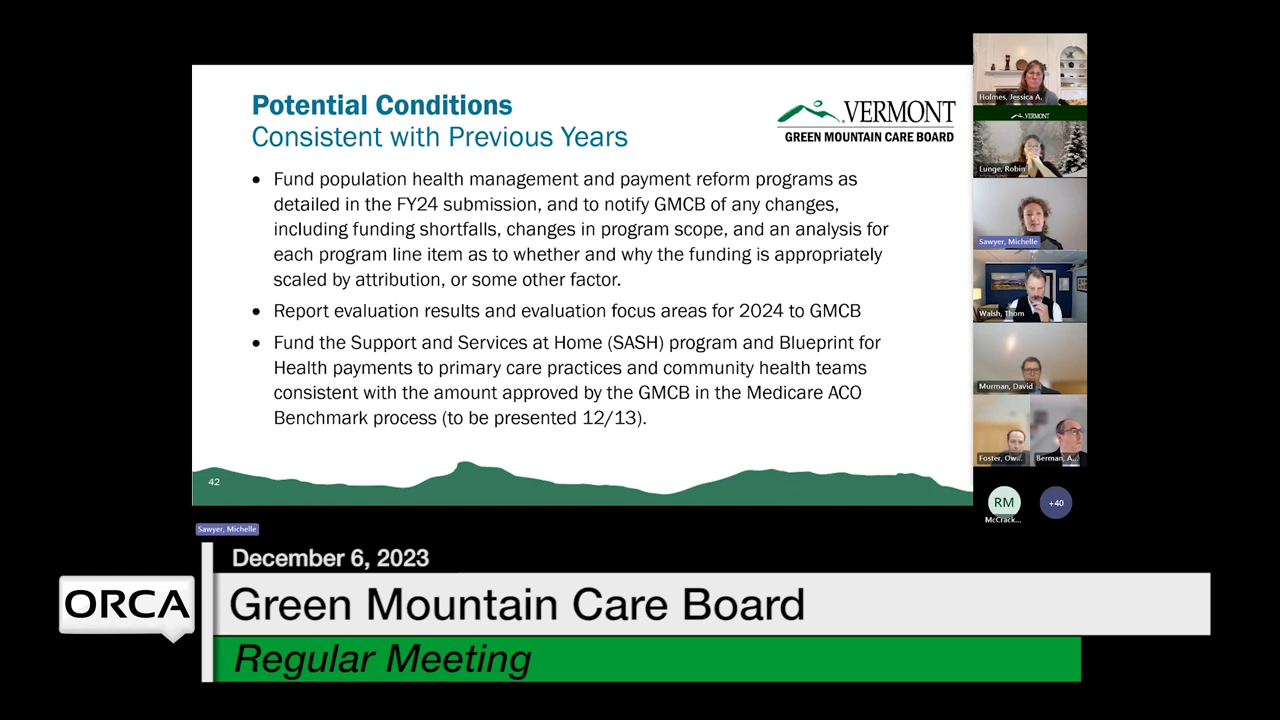 Potential Conditions
Consistent with Previous Years
VERMONT
GREEN MOUNTAIN CARE BOARD
• Fund population health management and payment reform programs as
detailed in the FY24 submission, and to notify GMCB of any changes,
including funding shortfalls, changes in program scope, and an analysis for
each program line item as to whether and why the funding is appropriately
scaled by attribution, or some other factor.
• Report evaluation results and evaluation focus areas for 2024 to GMCB
• Fund the Support and Services at Home (SASH) program and Blueprint for
Health payments to primary care practices and community health teams
consistent with the amount approved by the GMCB in the Medicare ACO
Benchmark process (to be presented 12/13).
42
Holmes, Jessica A.
VERMONT
Lunge, Robin
Sawyer, Michelle
Walsh, Thom
Murman, David
Foster, Ow...
Berman, A...
RM
McCrack...
+40
Sawyer, Michelle
December 6, 2023
ORCA
Green Mountain Care Board
Regular Meeting